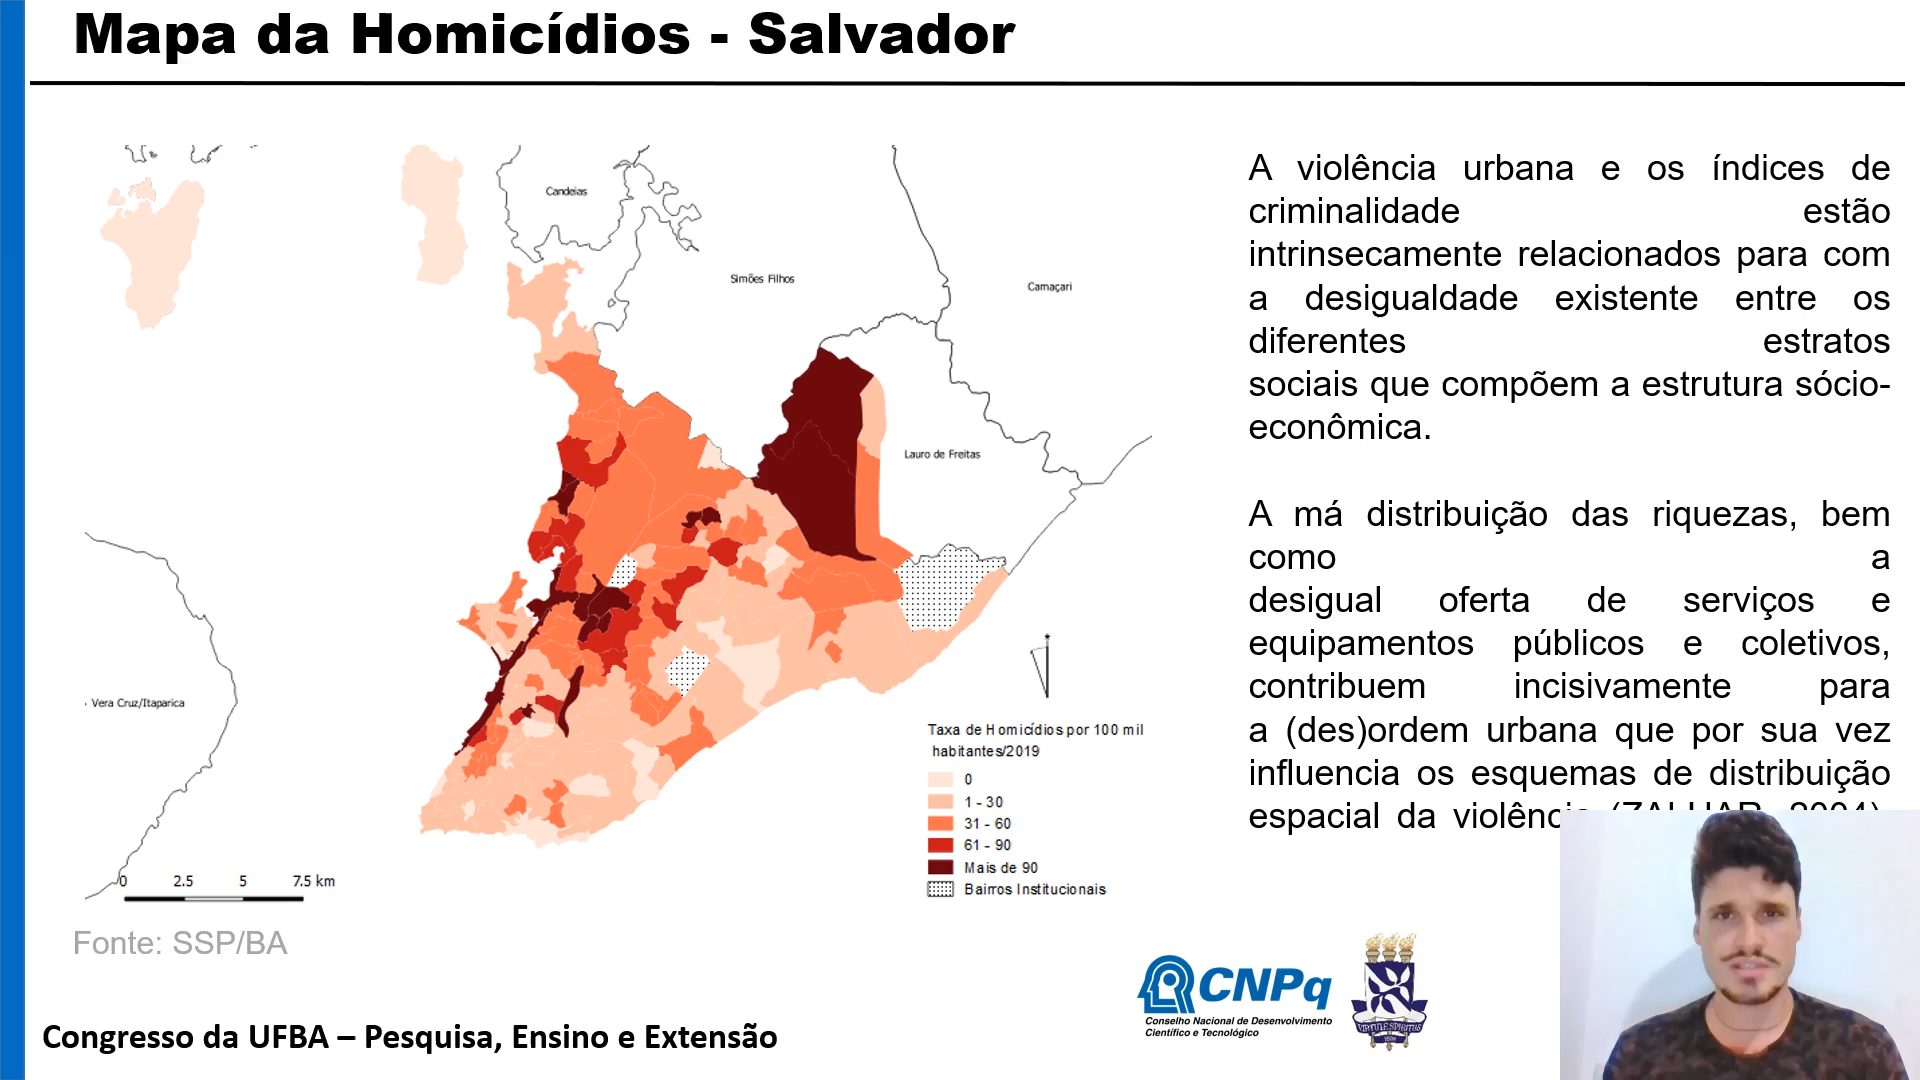 Mapa da Homicídios - Salvador
Candeias
Simões Filhos
Camaçari
Lauro de Freitas
Vera Cruz/Itaparica
Taxa de Homicídios por 100 mil
habitantes/2019
0
1 - 30
31 - 60
61 - 90
Mais de 90
Bairros Institucionais
0 2.5 5 7.5 km
Fonte: SSP/BA
A violência urbana e os índices de
criminalidade estão
intrinsecamente relacionados para com
a desigualdade existente entre os
diferentes estratos
sociais que compõem a estrutura sócio-
econômica.
A má distribuição das riquezas, bem
como a
desigual oferta de serviços e
equipamentos públicos e coletivos,
contribuem incisivamente para
a (des)ordem urbana que por sua vez
influencia os esquemas de distribuição
espacial da violência (ZALUAR, 2004).
CNPq
Conselho Nacional de Desenvolvimento
Científico e Tecnológico
VIRTUTE SPIRITUS
Congresso da UFBA – Pesquisa, Ensino e Extensão